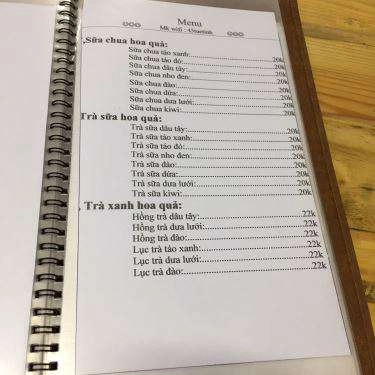 Menu
Mk wifi :
Sữa chua hoa quả:
Sữa chua táo xanh:..........20k
Sữa chua táo đỏ:..........20k
Sữa chua dâu tây:..........20k
Sữa chua nho đen:..........20k
Sữa chua đào:..........20k
Sữa chua dứa:..........20k
Sữa chua dưa lưới:..........20k
Sữa chua kiwi:..........20k
Trà sữa hoa quả:
Trà sữa dâu tây:..........20k
Trà sữa táo xanh:..........20k
Trà sữa táo đỏ:..........20k
Trà sữa nho đen:..........20k
Trà sữa đào:..........20k
Trà sữa dứa:..........20k
Trà sữa dưa lưới:..........20k
Trà sữa kiwi:..........20k
Trà xanh hoa quả:
Hồng trà dâu tây:..........22k
Hồng trà dưa lưới:..........22k
Hồng trà đào:..........22k
Lục trà táo xanh:..........22k
Lục trà dưa lưới:..........22k
Lục trà đào:..........22k